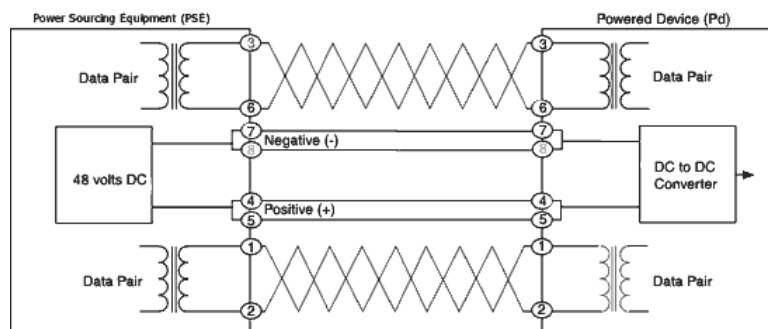 Power Sourcing Equipment (PSE)
Powered Device (Pd)
3
3
Data Pair
Data Pair
6
6
7
Negative (-)
7
8
8
48 volts DC
DC to DC
Converter
4
Positive (+)
4
5
5
1
1
Data Pair
Data Pair
2
2